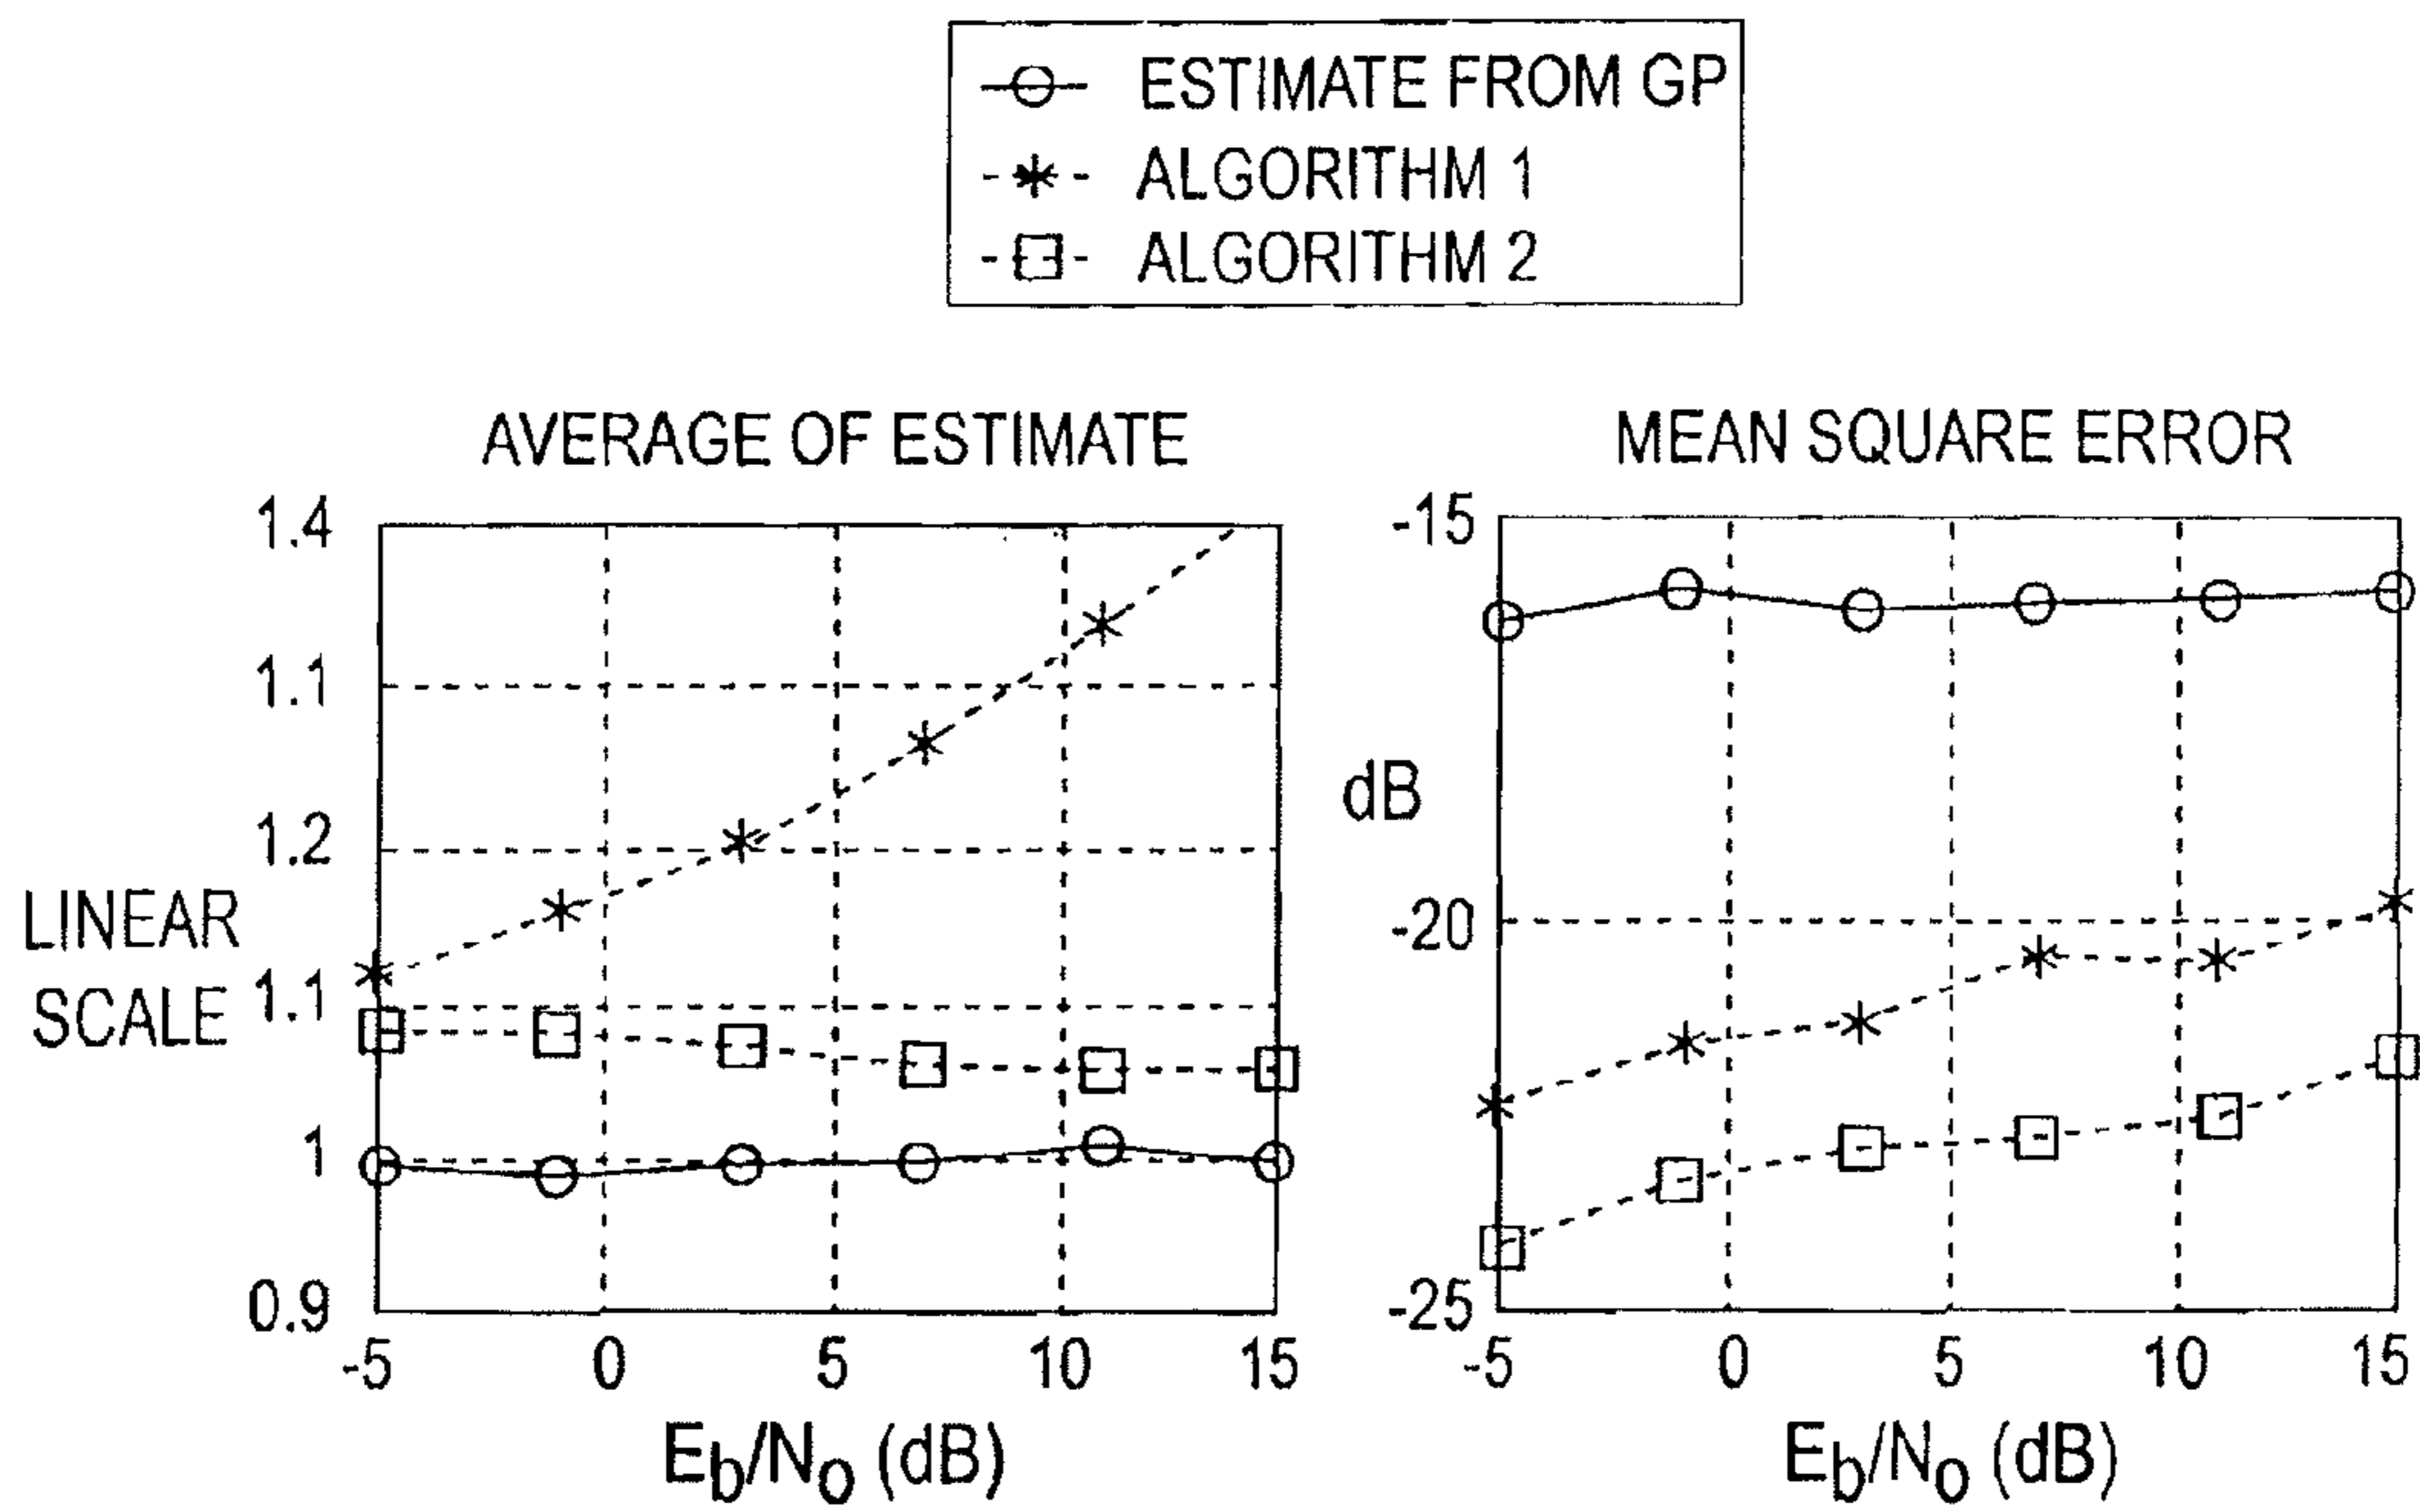 ESTIMATE FROM GP
ALGORITHM 1
ALGORITHM 2
AVERAGE OF ESTIMATE
1.4
1.1
1.2
1.1
1
0.9
LINEAR
SCALE
-5 0 5 10 15
Eb/No (dB)
MEAN SQUARE ERROR
-15
dB
-20
-25
-5 0 5 10 15
Eb/No (dB)